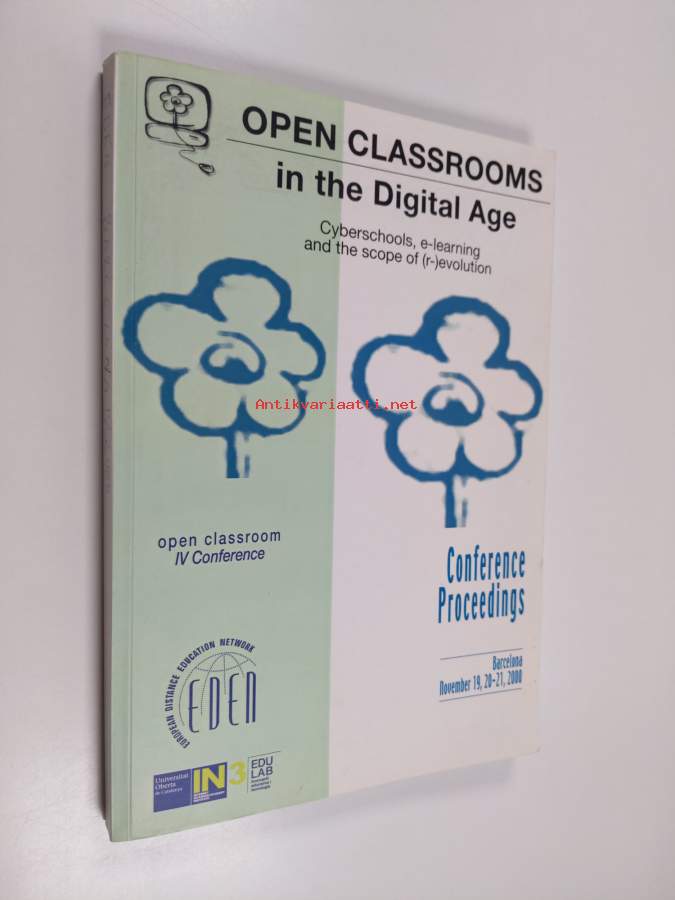 OPEN CLASSROOMS
in the Digital Age
Cyberschools, e-learning
and the scope of (r-)evolution
Antikvariaatti.net
open classroom
IV Conference
Conference
Proceedings
Barcelona
November 19, 20-21, 2000
EUROPEAN DISTANCE EDUCATION NETWORK
EDEN
Universitat
Oberta
de Catalunya
IN3
EDU
LAB